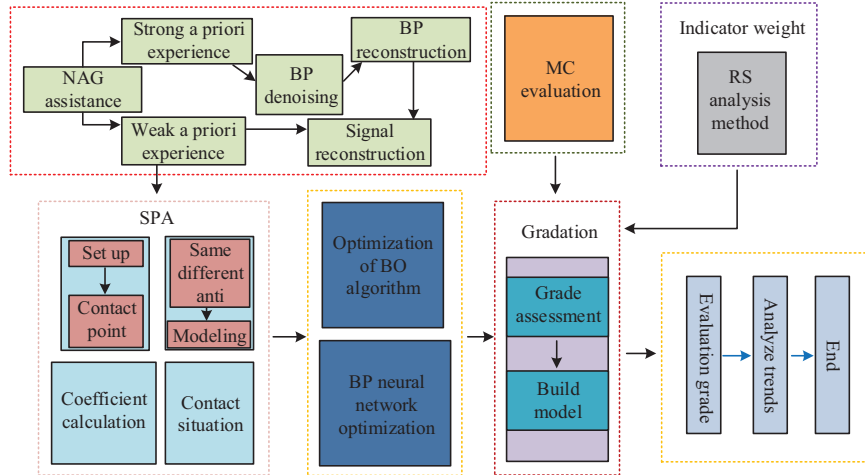 NAG
assistance
Strong a priori
experience
BP
denoising
BP
reconstruction
Weak a priori
experience
Signal
reconstruction
MC
evaluation
Indicator weight
RS
analysis
method
SPA
Set up
Contact
point
Same
different
anti
Modeling
Coefficient
calculation
Contact
situation
Optimization
of BO
algorithm
BP neural
network
optimization
Gradation
Grade
assessment
Build
model
Evaluation
grade
Analyze
trends
End